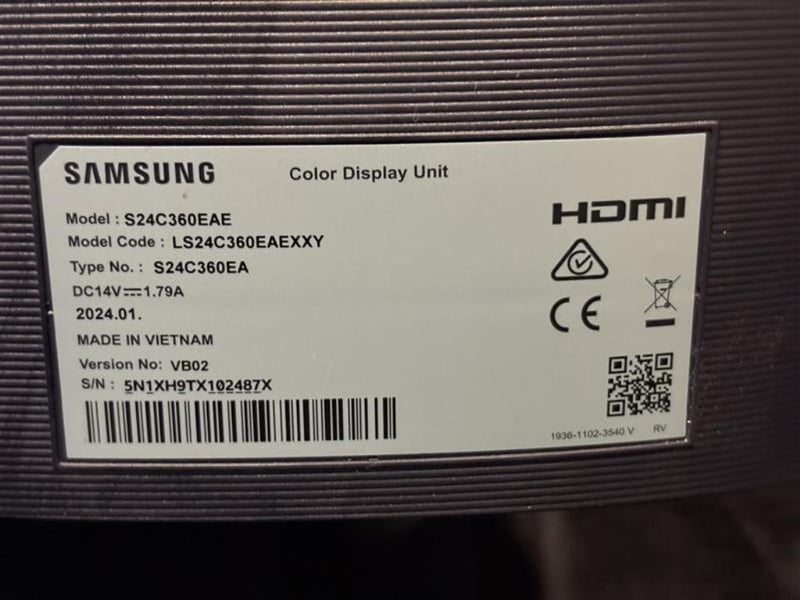 SAMSUNG
Color Display Unit
Model : S24C360EAE
Model Code : LS24C360EAEXXY
Type No. : S24C360EA
DC14V⎓1.79A
2024.01.
MADE IN VIETNAM
Version No: VB02
S/N : 5N1XH9TX102487X
HDMI
CE
1936-1102-3540 V
RV